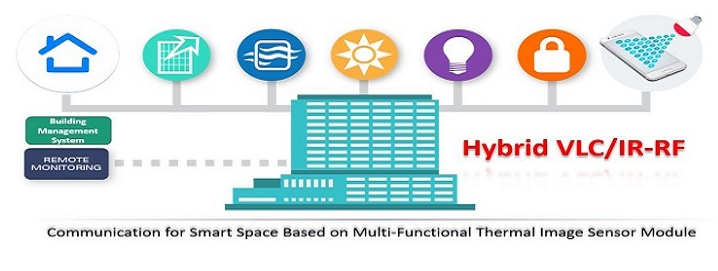 Building
Management
System
REMOTE
MONITORING
Hybrid VLC/IR-RF
Communication for Smart Space Based on Multi-Functional Thermal Image Sensor Module